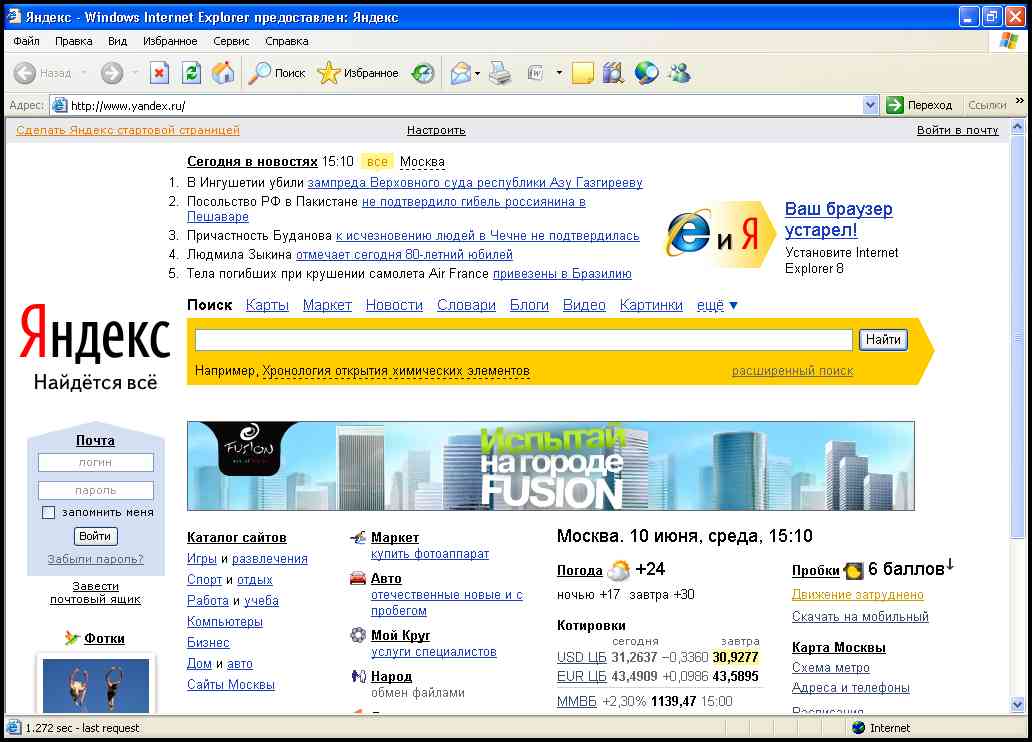 Яндекс - Windows Internet Explorer предоставлен: Яндекс
Файл Правка Вид Избранное Сервис Справка
Назад Поиск Избранное
Адрес: http://www.yandex.ru/ Переход Ссылки »
Сделать Яндекс стартовой страницей Настроить Войти в почту
Сегодня в новостях 15:10 все Москва
1. В Ингушетии убили зампреда Верховного суда республики Азу Газгирееву
2. Посольство РФ в Пакистане не подтвердило гибель россиянина в
Пешаваре
3. Причастность Буданова к исчезновению людей в Чечне не подтвердилась
4. Людмила Зыкина отмечает сегодня 80-летний юбилей
5. Тела погибших при крушении самолета Air France привезены в Бразилию
e и Я
Ваш браузер
устарел!
Установите Internet
Explorer 8
Поиск Карты Маркет Новости Словари Блоги Видео Картинки ещё ▼
Яндекс
Найдётся всё
Найти
Например, Хронология открытия химических элементов расширенный поиск
Почта
логин
пароль
запомнить меня
Войти
Забыли пароль?
Завести
почтовый ящик
Фотки
FUSION
Испытай
на городе
FUSION
Каталог сайтов
Игры и развлечения
Спорт и отдых
Работа и учеба
Компьютеры
Бизнес
Дом и авто
Сайты Москвы
Маркет
купить фотоаппарат
Авто
отечественные новые и с
пробегом
Мой Круг
услуги специалистов
Народ
обмен файлами
Москва. 10 июня, среда, 15:10
Погода +24
ночью +17 завтра +30
Котировки
сегодня завтра
USD ЦБ 31,2637 −0,3360 30,9277
EUR ЦБ 43,4909 +0,0986 43,5895
ММВБ +2,30% 1139,47 15:00
Пробки 6 баллов↓
Движение затруднено
Скачать на мобильный
Карта Москвы
Схема метро
Адреса и телефоны
Расписания
1.272 sec - last request Internet